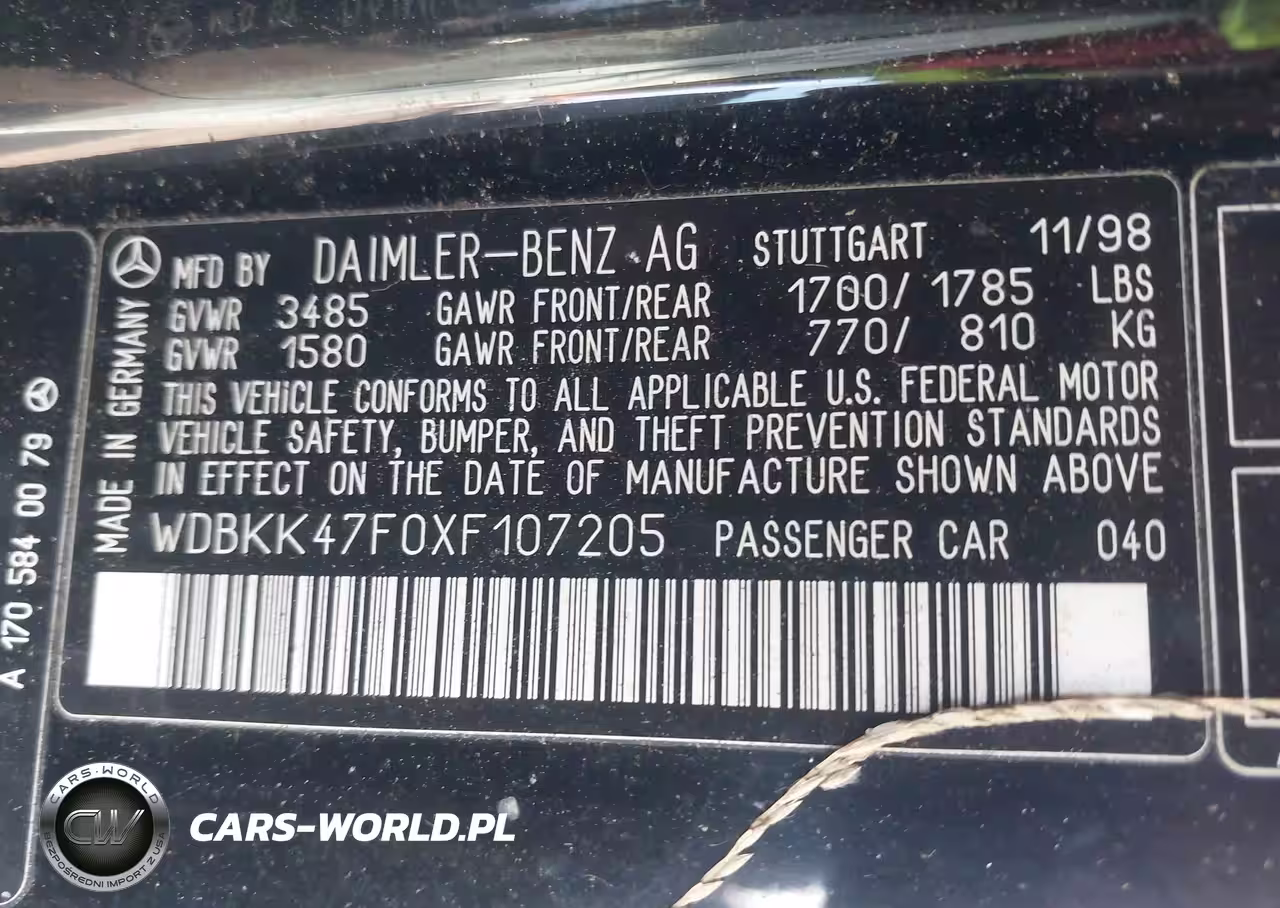 MFD BY DAIMLER-BENZ AG STUTTGART 11/98
GVWR 3485 GAWR FRONT/REAR 1700/ 1785 LBS
GVWR 1580 GAWR FRONT/REAR 770/ 810 KG
THIS VEHICLE CONFORMS TO ALL APPLICABLE U.S. FEDERAL MOTOR
VEHICLE SAFETY, BUMPER, AND THEFT PREVENTION STANDARDS
IN EFFECT ON THE DATE OF MANUFACTURE SHOWN ABOVE
WDBKK47F0XF107205 PASSENGER CAR 040
MADE IN GERMANY
A 170 584 00 79
CARS-WORLD
CW
BEZPOŚREDNI IMPORT Z USA
CARS-WORLD.PL